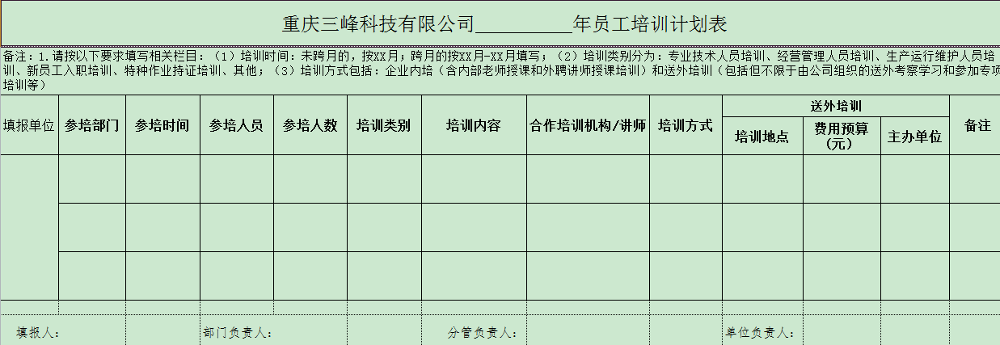 重庆三峰科技有限公司__________年员工培训计划表
备注：1.请按以下要求填写相关栏目：（1）培训时间：未跨月的，按XX月；跨月的按XX月-XX月填写；（2）培训类别分为：专业技术人员培训、经营管理人员培训、生产运行维护人员培
训、新员工入职培训、特种作业持证培训、其他；（3）培训方式包括：企业内培（含内部老师授课和外聘讲师授课培训）和送外培训（包括但不限于由公司组织的送外考察学习和参加专项
培训等）
填报单位 参培部门 参培时间 参培人员 参培人数 培训类别 培训内容 合作培训机构/讲师 培训方式 送外培训 备注
培训地点 费用预算 主办单位
（元）
填报人： 部门负责人： 分管负责人： 单位负责人：